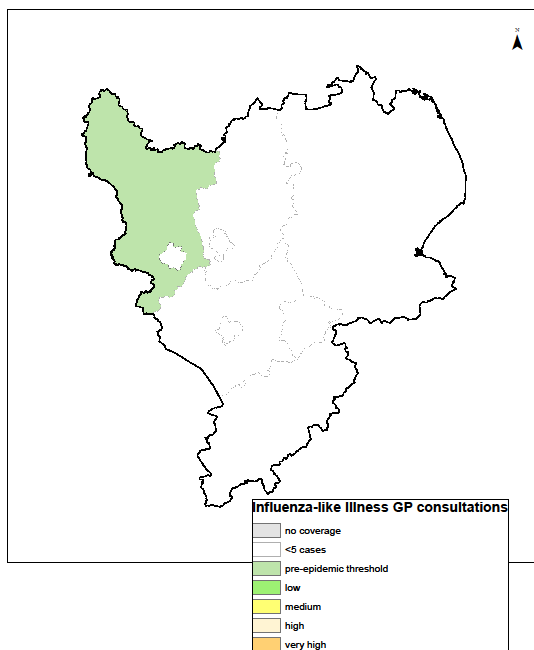 N
Influenza-like Illness GP consultations
no coverage
<5 cases
pre-epidemic threshold
low
medium
high
very high